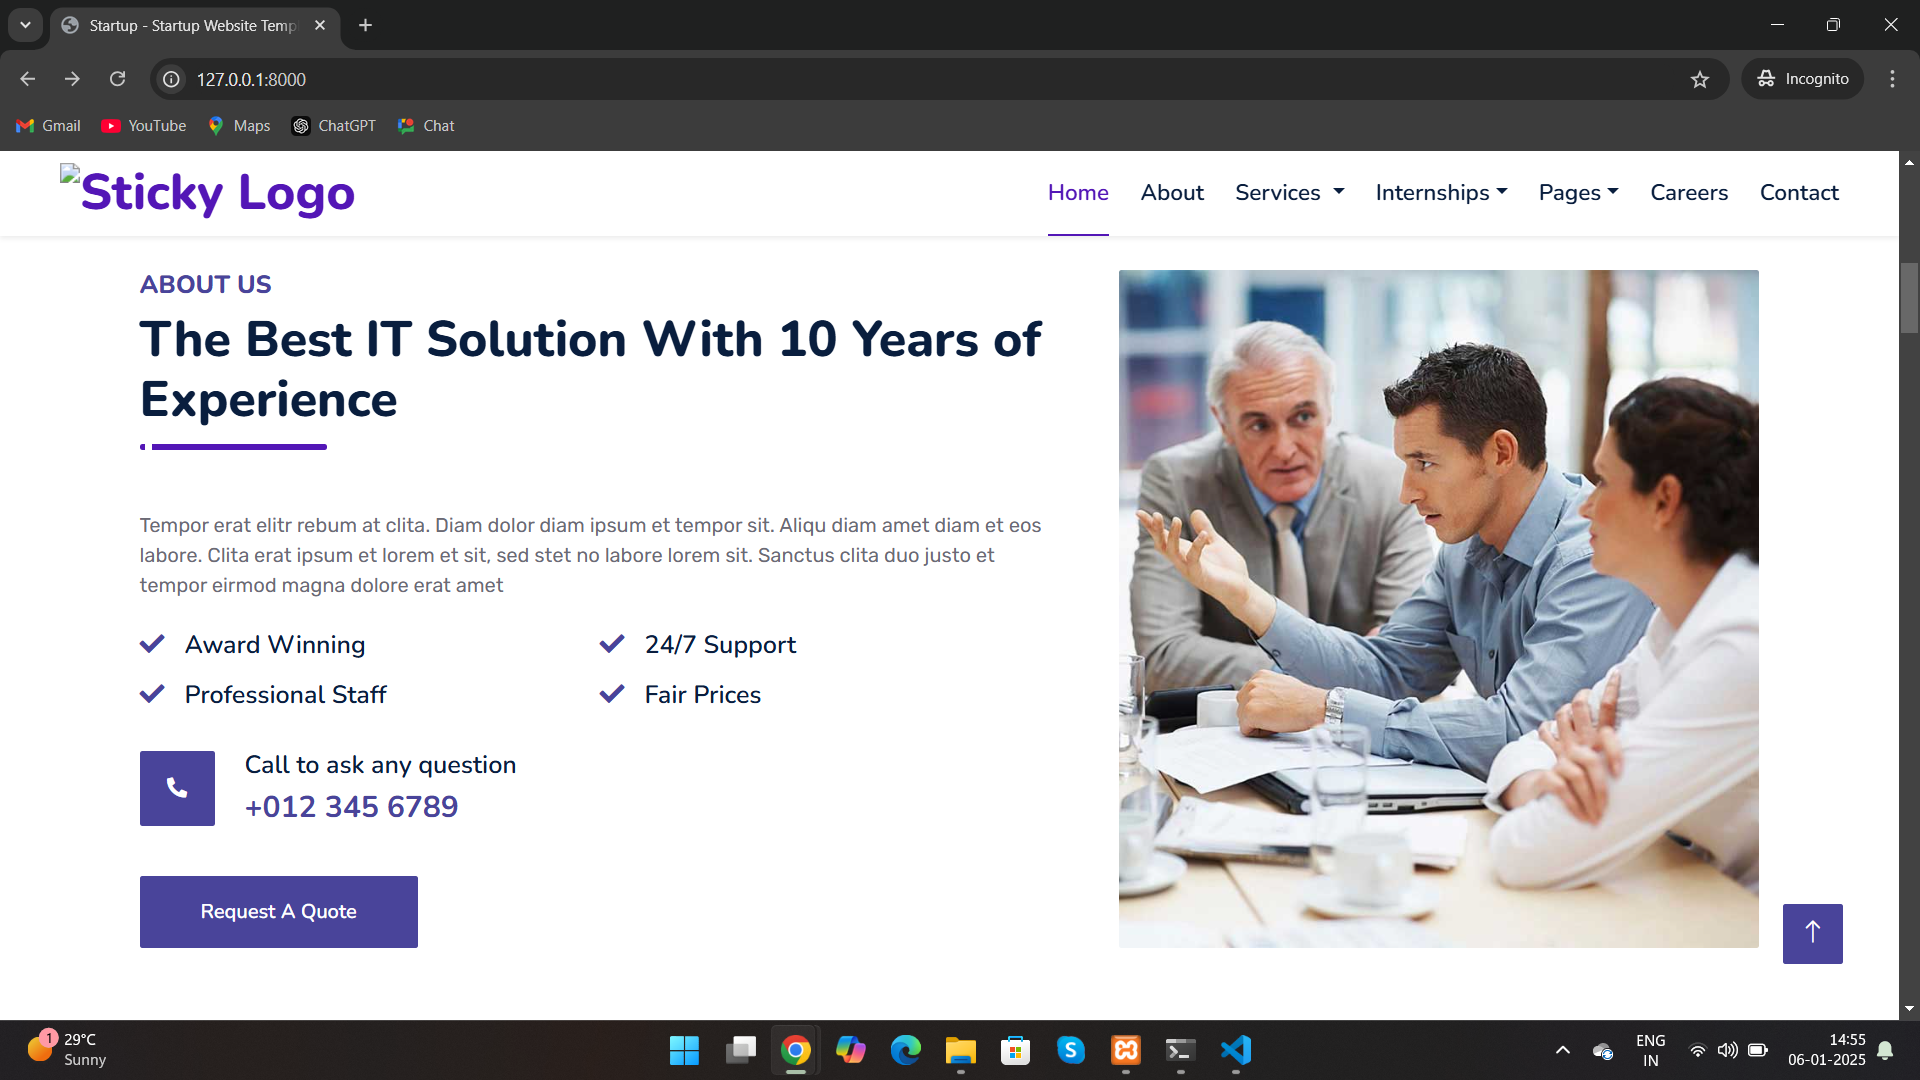 Startup - Startup Website Temp
127.0.0.1:8000
Incognito
Gmail
YouTube
Maps
ChatGPT
Chat
Sticky Logo
Home
About
Services
Internships
Pages
Careers
Contact
ABOUT US
The Best IT Solution With 10 Years of
Experience
Tempor erat elitr rebum at clita. Diam dolor diam ipsum et tempor sit. Aliqu diam amet diam et eos
labore. Clita erat ipsum et lorem et sit, sed stet no labore lorem sit. Sanctus clita duo justo et
tempor eirmod magna dolore erat amet
Award Winning
24/7 Support
Professional Staff
Fair Prices
Call to ask any question
+012 345 6789
Request A Quote
1
29°C
Sunny
ENG
IN
14:55
06-01-2025